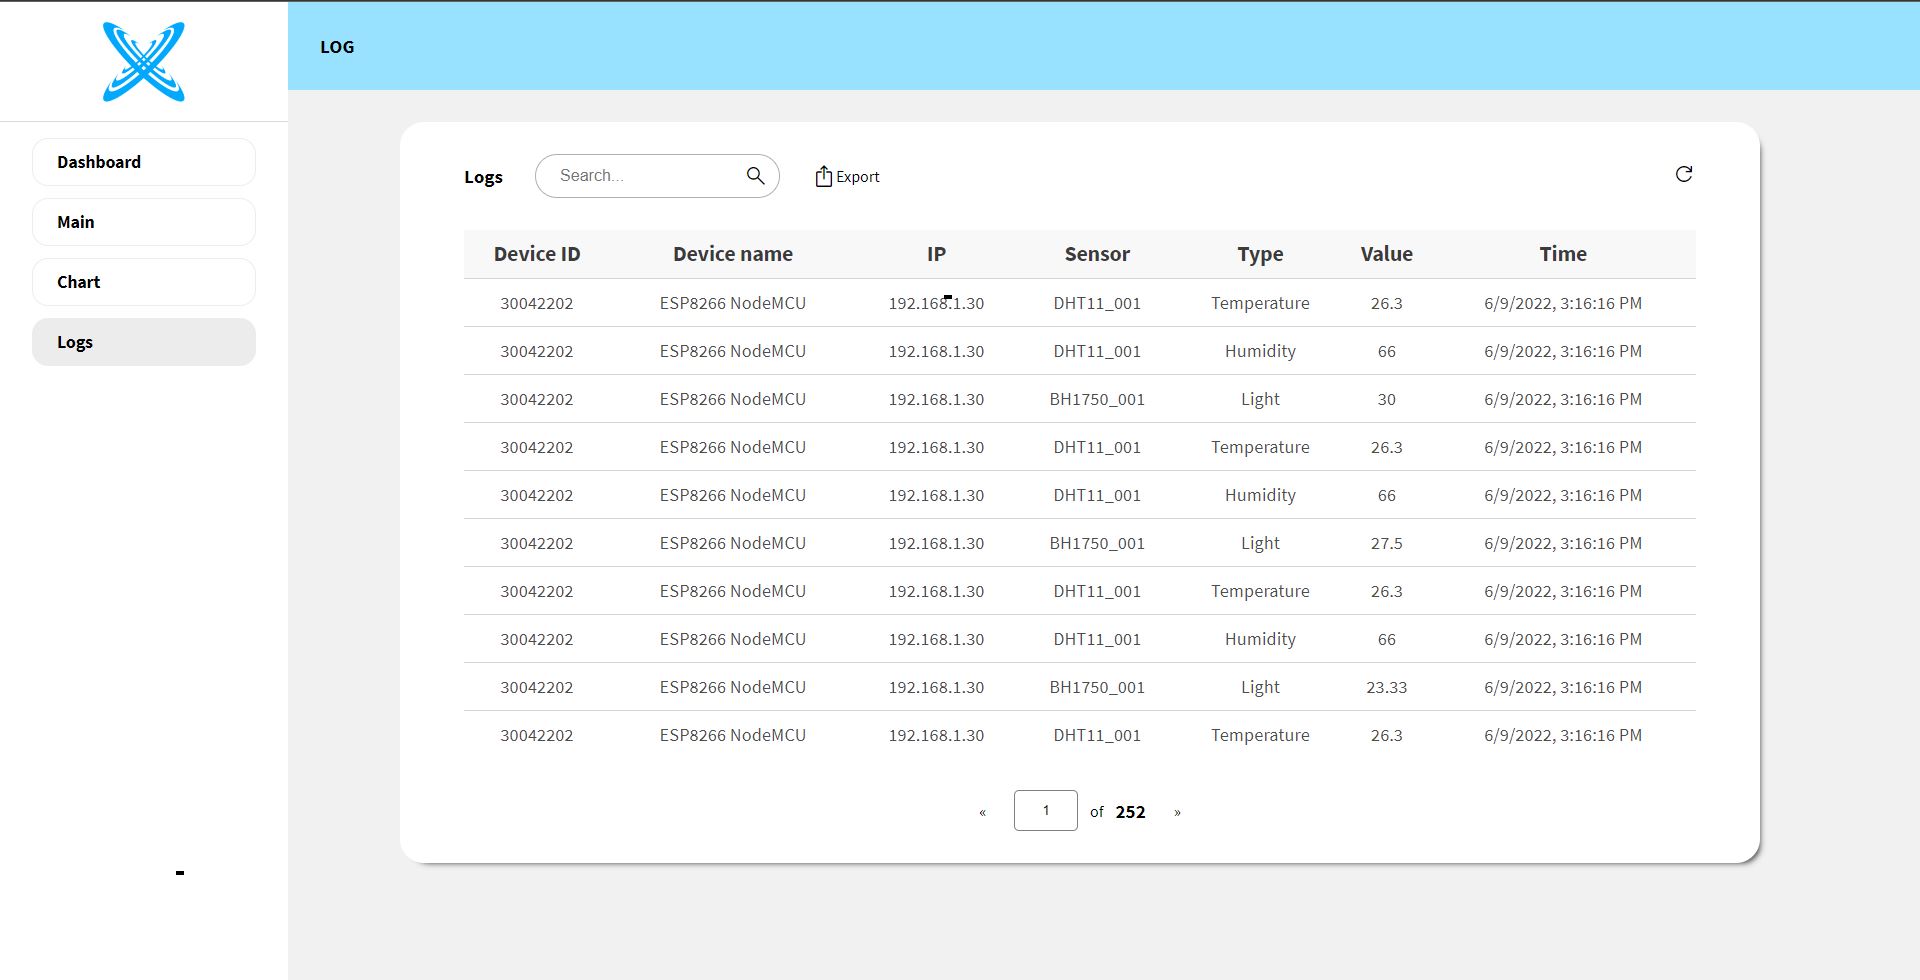 LOG
Dashboard
Main
Chart
Logs
Logs Search... Export
Device ID Device name IP Sensor Type Value Time
30042202 ESP8266 NodeMCU 192.168.1.30 DHT11_001 Temperature 26.3 6/9/2022, 3:16:16 PM
30042202 ESP8266 NodeMCU 192.168.1.30 DHT11_001 Humidity 66 6/9/2022, 3:16:16 PM
30042202 ESP8266 NodeMCU 192.168.1.30 BH1750_001 Light 30 6/9/2022, 3:16:16 PM
30042202 ESP8266 NodeMCU 192.168.1.30 DHT11_001 Temperature 26.3 6/9/2022, 3:16:16 PM
30042202 ESP8266 NodeMCU 192.168.1.30 DHT11_001 Humidity 66 6/9/2022, 3:16:16 PM
30042202 ESP8266 NodeMCU 192.168.1.30 BH1750_001 Light 27.5 6/9/2022, 3:16:16 PM
30042202 ESP8266 NodeMCU 192.168.1.30 DHT11_001 Temperature 26.3 6/9/2022, 3:16:16 PM
30042202 ESP8266 NodeMCU 192.168.1.30 DHT11_001 Humidity 66 6/9/2022, 3:16:16 PM
30042202 ESP8266 NodeMCU 192.168.1.30 BH1750_001 Light 23.33 6/9/2022, 3:16:16 PM
30042202 ESP8266 NodeMCU 192.168.1.30 DHT11_001 Temperature 26.3 6/9/2022, 3:16:16 PM
« 1 of 252 »